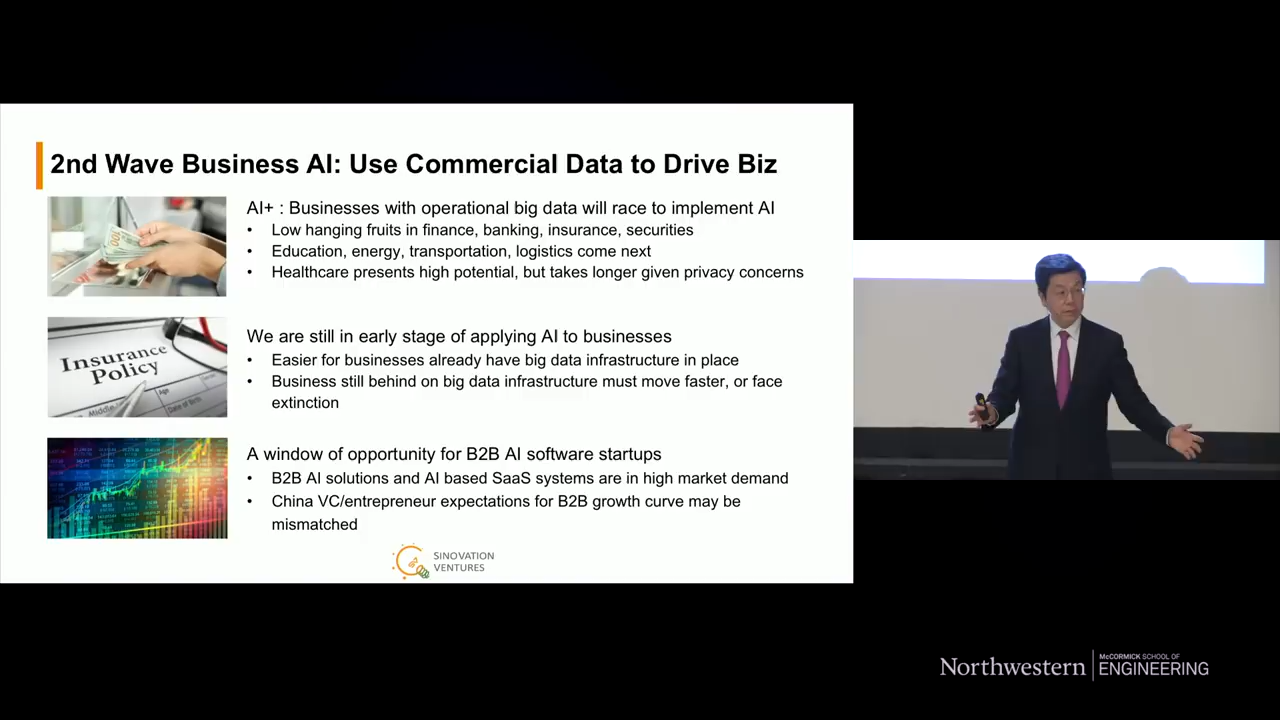 2nd Wave Business AI: Use Commercial Data to Drive Biz
AI+ : Businesses with operational big data will race to implement AI
• Low hanging fruits in finance, banking, insurance, securities
• Education, energy, transportation, logistics come next
• Healthcare presents high potential, but takes longer given privacy concerns
Insurance
Policy
Age
Date of Birth
We are still in early stage of applying AI to businesses
• Easier for businesses already have big data infrastructure in place
• Business still behind on big data infrastructure must move faster, or face
extinction
A window of opportunity for B2B AI software startups
• B2B AI solutions and AI based SaaS systems are in high market demand
• China VC/entrepreneur expectations for B2B growth curve may be
mismatched
SINOVATION
VENTURES
Northwestern
McCORMICK SCHOOL OF
ENGINEERING